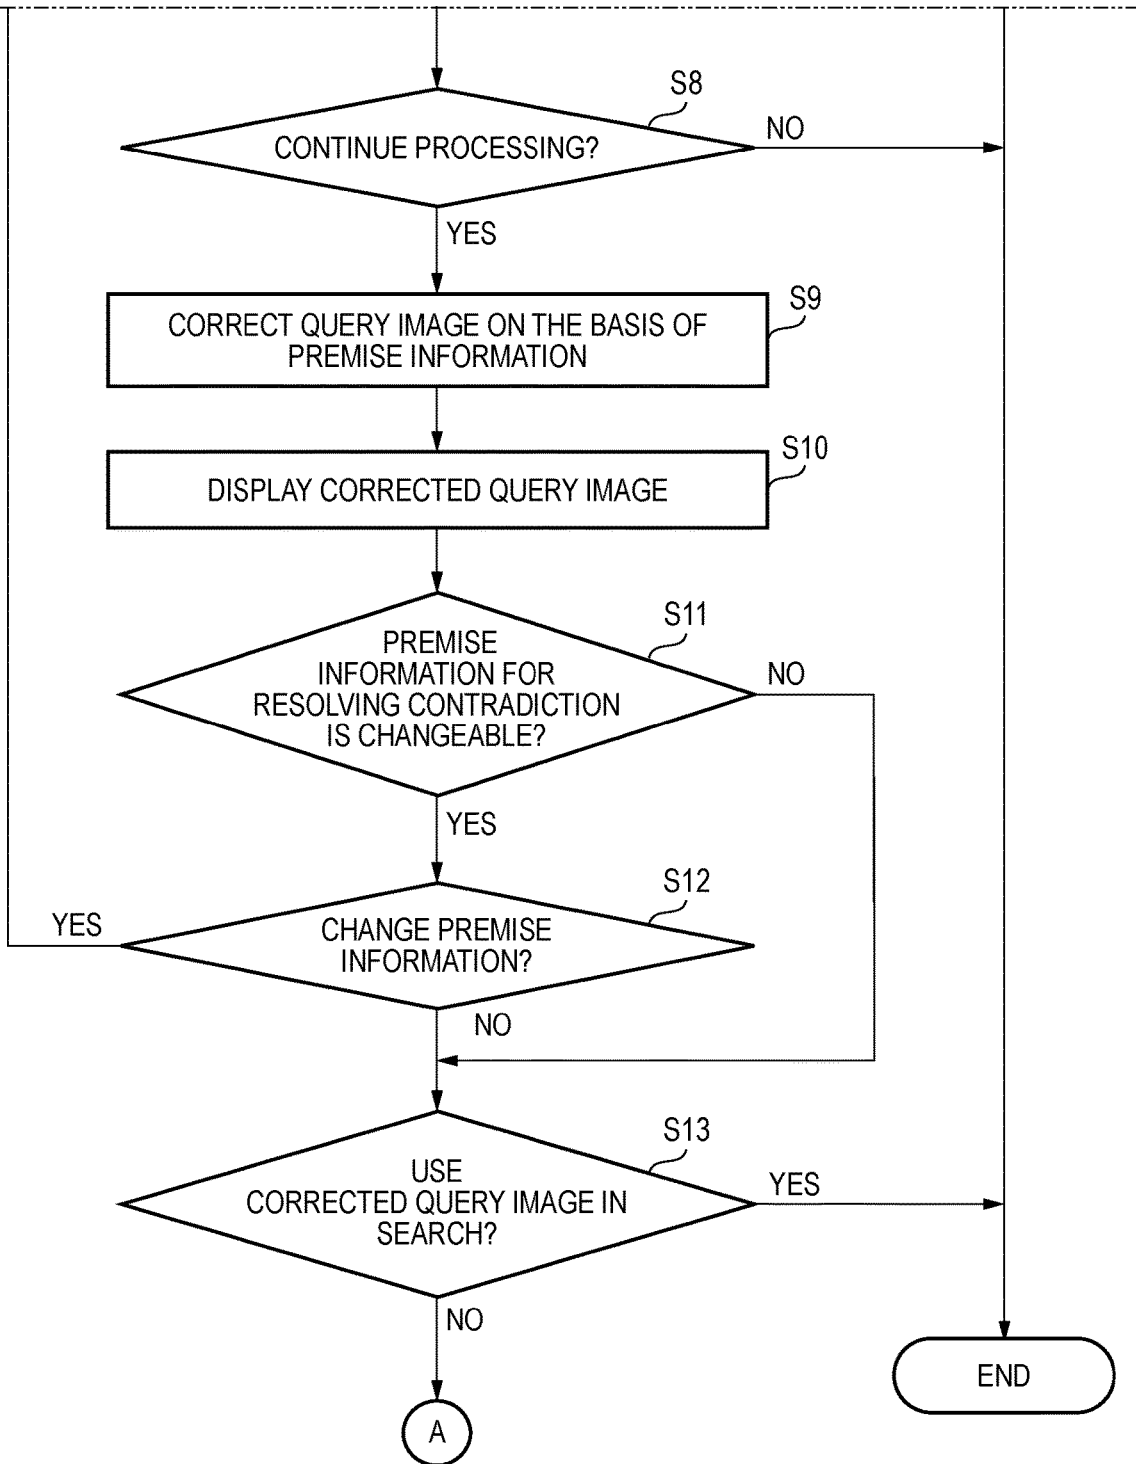 S8
CONTINUE PROCESSING?
NO
YES
S9
CORRECT QUERY IMAGE ON THE BASIS OF
PREMISE INFORMATION
S10
DISPLAY CORRECTED QUERY IMAGE
S11
PREMISE
INFORMATION FOR
RESOLVING CONTRADICTION
IS CHANGEABLE?
NO
YES
S12
YES
CHANGE PREMISE
INFORMATION?
NO
S13
USE
CORRECTED QUERY IMAGE IN
SEARCH?
YES
NO
END
A